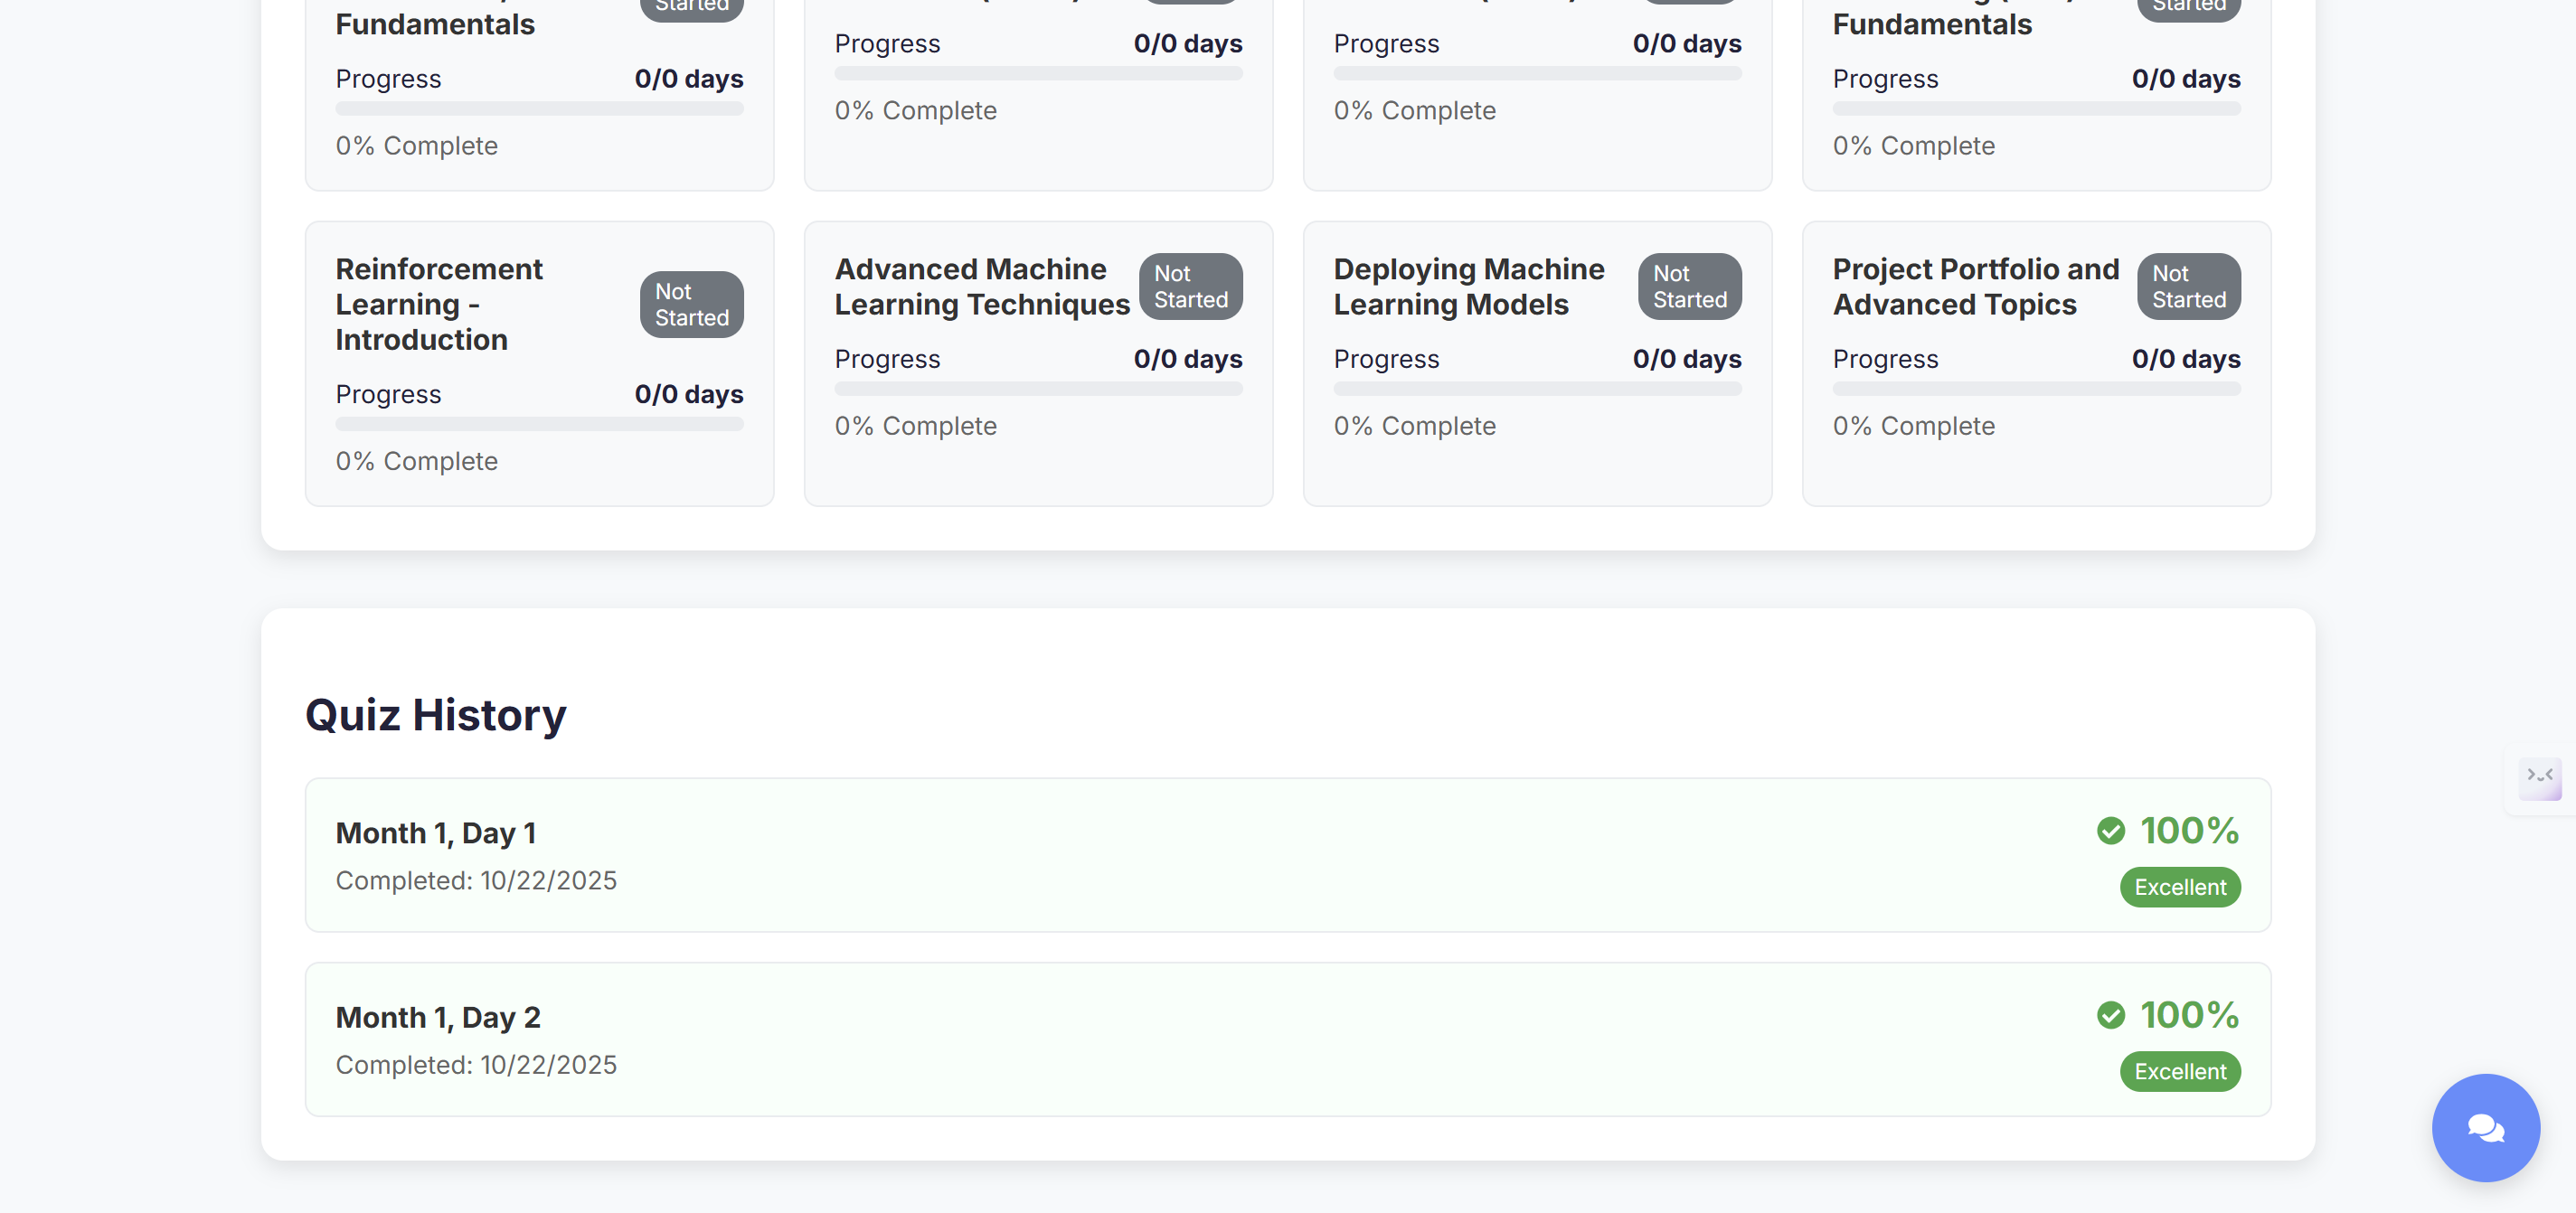 Fundamentals
Started
Progress 0/0 days
0% Complete
Progress 0/0 days
0% Complete
Progress 0/0 days
0% Complete
Fundamentals
Started
Progress 0/0 days
0% Complete
Reinforcement
Learning -
Introduction
Not
Started
Progress 0/0 days
0% Complete
Advanced Machine
Learning Techniques
Not
Started
Progress 0/0 days
0% Complete
Deploying Machine
Learning Models
Not
Started
Progress 0/0 days
0% Complete
Project Portfolio and
Advanced Topics
Not
Started
Progress 0/0 days
0% Complete
Quiz History
Month 1, Day 1
Completed: 10/22/2025
100%
Excellent
Month 1, Day 2
Completed: 10/22/2025
100%
Excellent